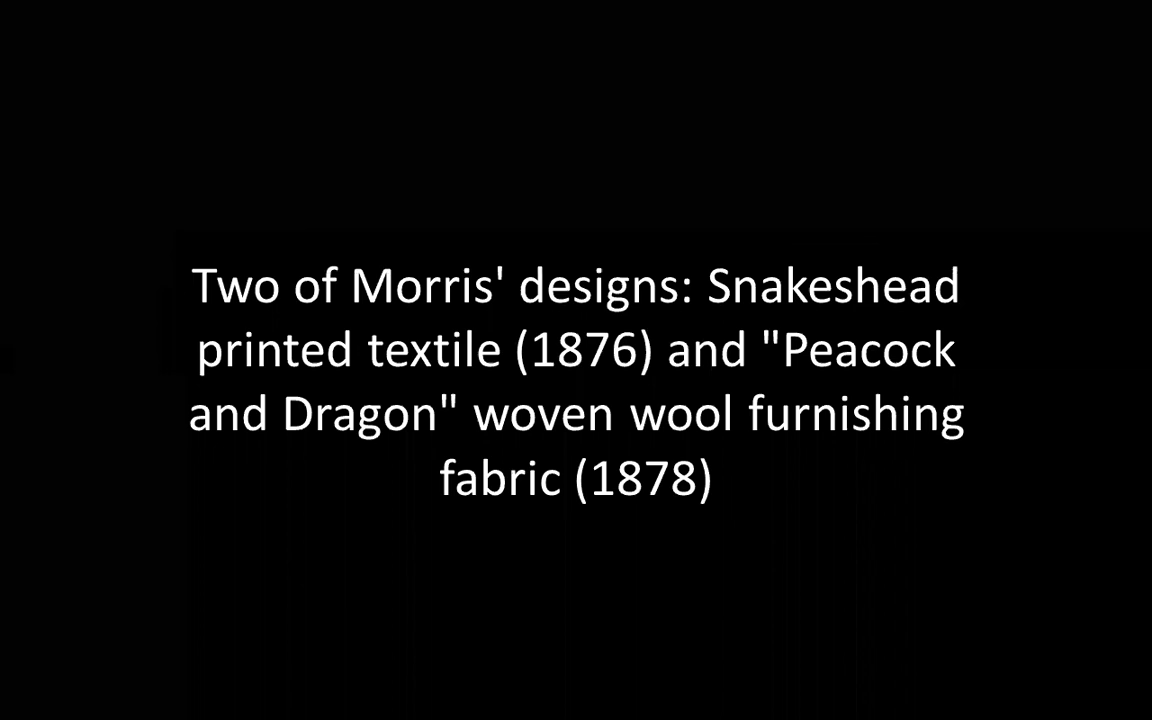 Two of Morris' designs: Snakeshead
printed textile (1876) and "Peacock
and Dragon" woven wool furnishing
fabric (1878)